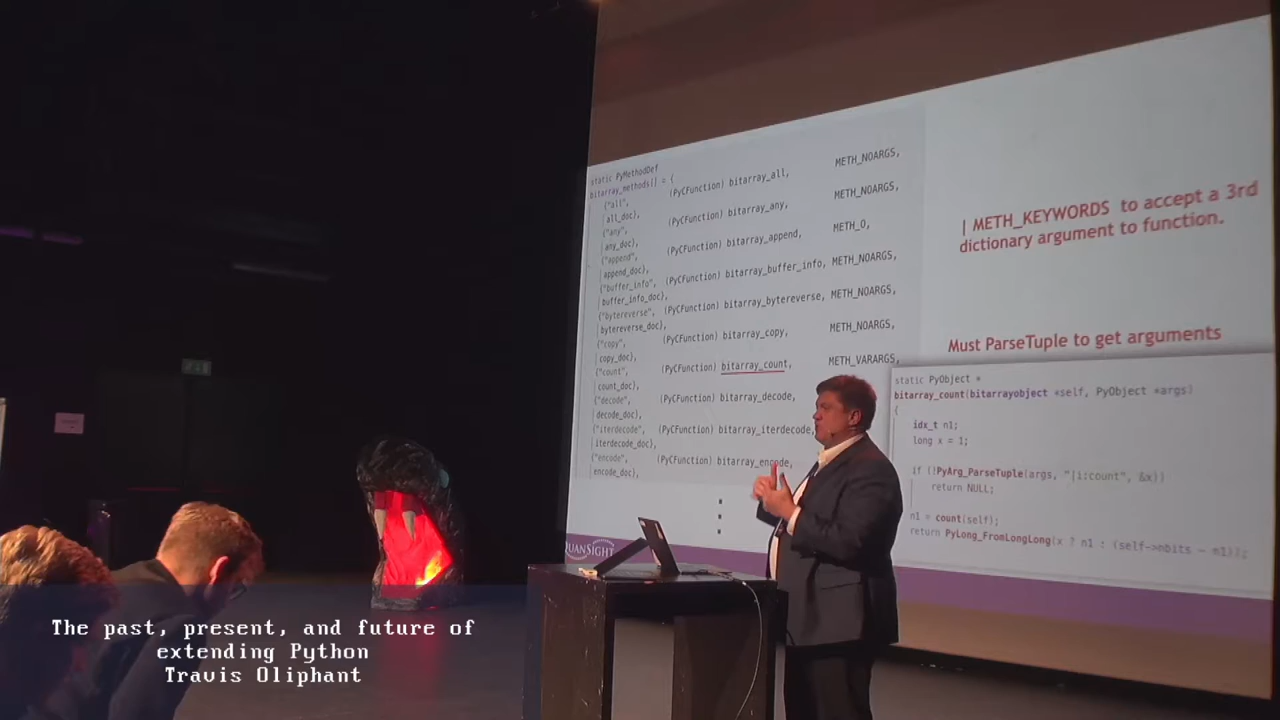 static PyMethodDef
bitarray_methods[] = {
{"all", (PyCFunction) bitarray_all, METH_NOARGS,
all_doc},
{"any", (PyCFunction) bitarray_any, METH_NOARGS,
any_doc},
{"append", (PyCFunction) bitarray_append, METH_O,
append_doc},
{"buffer_info", (PyCFunction) bitarray_buffer_info, METH_NOARGS,
buffer_info_doc},
{"bytereverse", (PyCFunction) bitarray_bytereverse, METH_NOARGS,
bytereverse_doc},
{"copy", (PyCFunction) bitarray_copy, METH_NOARGS,
copy_doc},
{"count", (PyCFunction) bitarray_count, METH_VARARGS,
count_doc},
{"decode", (PyCFunction) bitarray_decode,
decode_doc},
{"iterdecode", (PyCFunction) bitarray_iterdecode,
iterdecode_doc},
{"encode", (PyCFunction) bitarray_encode,
encode_doc},
| METH_KEYWORDS to accept a 3rd
dictionary argument to function.
Must ParseTuple to get arguments
static PyObject *
bitarray_count(bitarrayobject *self, PyObject *args)
{
idx_t n1;
long x = 1;
if (!PyArg_ParseTuple(args, "|i:count", &x))
return NULL;
n1 = count(self);
return PyLong_FromLongLong(x ? n1 : (self->nbits - n1));
QUANSIGHT
The past, present, and future of
extending Python
Travis Oliphant